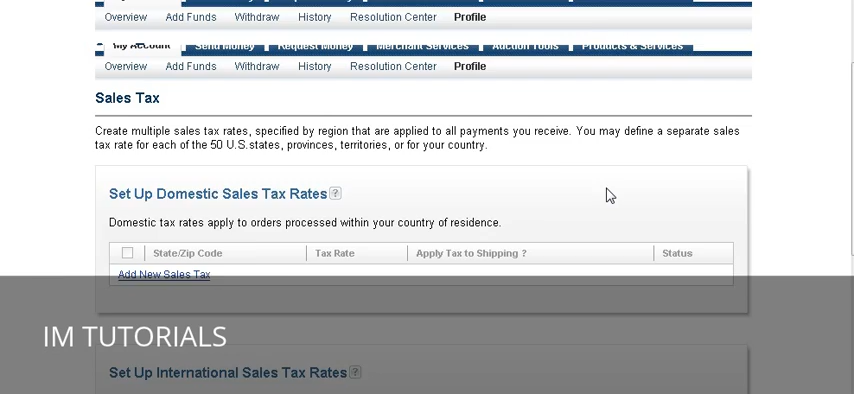 Overview Add Funds Withdraw History Resolution Center Profile
My Account Send Money Request Money Merchant Services Auction Tools Products & Services
Overview Add Funds Withdraw History Resolution Center Profile
Sales Tax
Create multiple sales tax rates, specified by region that are applied to all payments you receive. You may define a separate sales
tax rate for each of the 50 U.S.states, provinces, territories, or for your country.
Set Up Domestic Sales Tax Rates ?
Domestic tax rates apply to orders processed within your country of residence.
State/Zip Code Tax Rate Apply Tax to Shipping ? Status
Add New Sales Tax
IM TUTORIALS
Set Up International Sales Tax Rates ?